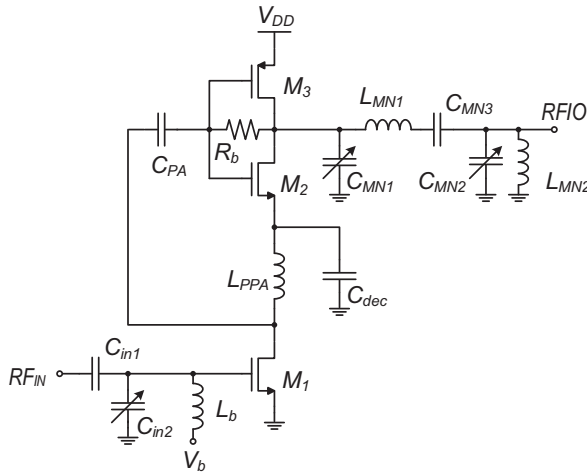 V_DD
M_3
L_MN1
C_MN3
RFIO
C_PA
R_b
M_2
C_MN1
C_MN2
L_MN2
L_PPA
C_dec
C_in1
RF_IN
M_1
C_in2
L_b
V_b